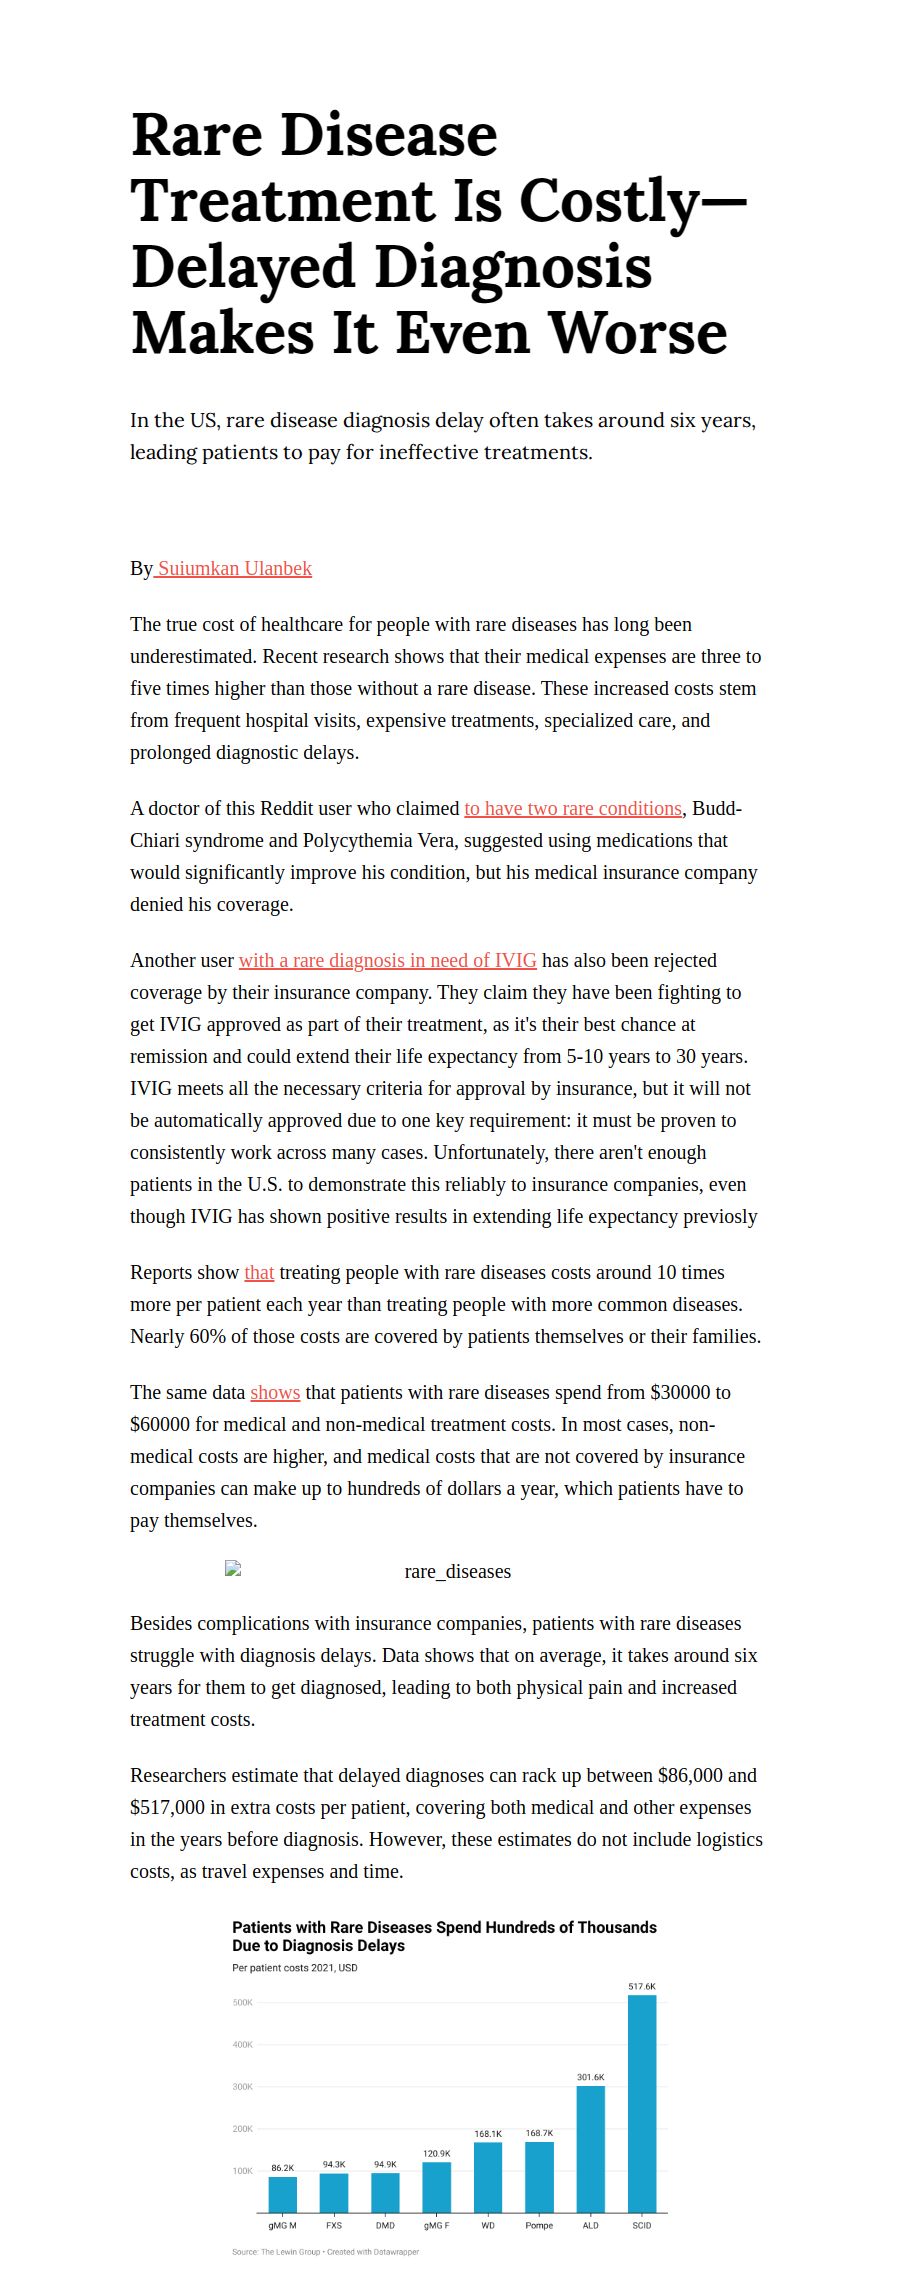 Rare Disease
Treatment Is Costly—
Delayed Diagnosis
Makes It Even Worse
In the US, rare disease diagnosis delay often takes around six years,
leading patients to pay for ineffective treatments.
By Suiumkan Ulanbek
The true cost of healthcare for people with rare diseases has long been
underestimated. Recent research shows that their medical expenses are three to
five times higher than those without a rare disease. These increased costs stem
from frequent hospital visits, expensive treatments, specialized care, and
prolonged diagnostic delays.
A doctor of this Reddit user who claimed to have two rare conditions, Budd-
Chiari syndrome and Polycythemia Vera, suggested using medications that
would significantly improve his condition, but his medical insurance company
denied his coverage.
Another user with a rare diagnosis in need of IVIG has also been rejected
coverage by their insurance company. They claim they have been fighting to
get IVIG approved as part of their treatment, as it's their best chance at
remission and could extend their life expectancy from 5-10 years to 30 years.
IVIG meets all the necessary criteria for approval by insurance, but it will not
be automatically approved due to one key requirement: it must be proven to
consistently work across many cases. Unfortunately, there aren't enough
patients in the U.S. to demonstrate this reliably to insurance companies, even
though IVIG has shown positive results in extending life expectancy previosly
Reports show that treating people with rare diseases costs around 10 times
more per patient each year than treating people with more common diseases.
Nearly 60% of those costs are covered by patients themselves or their families.
The same data shows that patients with rare diseases spend from $30000 to
$60000 for medical and non-medical treatment costs. In most cases, non-
medical costs are higher, and medical costs that are not covered by insurance
companies can make up to hundreds of dollars a year, which patients have to
pay themselves.
rare_diseases
Besides complications with insurance companies, patients with rare diseases
struggle with diagnosis delays. Data shows that on average, it takes around six
years for them to get diagnosed, leading to both physical pain and increased
treatment costs.
Researchers estimate that delayed diagnoses can rack up between $86,000 and
$517,000 in extra costs per patient, covering both medical and other expenses
in the years before diagnosis. However, these estimates do not include logistics
costs, as travel expenses and time.
Patients with Rare Diseases Spend Hundreds of Thousands
Due to Diagnosis Delays
Per patient costs 2021, USD
500K
400K
300K
200K
100K
86.2K
94.3K
94.9K
120.9K
168.1K
168.7K
301.6K
517.6K
gMG M
FXS
DMD
gMG F
WD
Pompe
ALD
SCID
Source: The Lewin Group • Created with Datawrapper